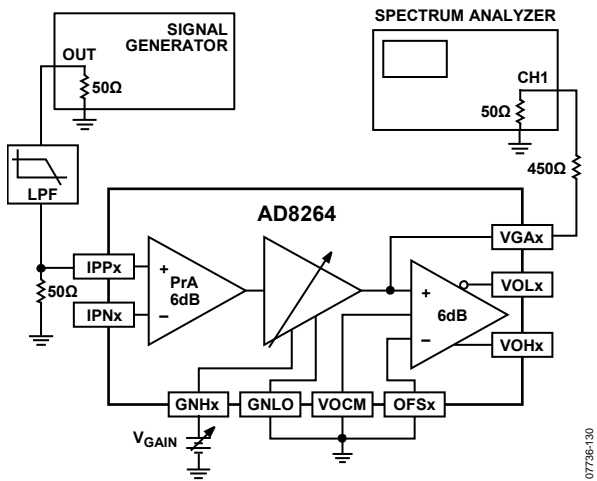 SIGNAL
GENERATOR
OUT
50Ω
SPECTRUM ANALYZER
CH1
50Ω
450Ω
LPF
50Ω
AD8264
IPPx
IPNx
+
PrA
6dB
–
+
6dB
–
VGAx
VOLx
VOHx
GNHx
GNLO
VOCM
OFSx
VGAIN
07736-130